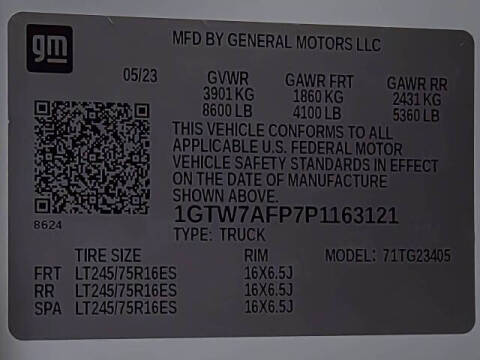 gm
MFD BY GENERAL MOTORS LLC
05/23 GVWR GAWR FRT GAWR RR
3901 KG 1860 KG 2431 KG
8600 LB 4100 LB 5360 LB
THIS VEHICLE CONFORMS TO ALL
APPLICABLE U.S. FEDERAL MOTOR
VEHICLE SAFETY STANDARDS IN EFFECT
ON THE DATE OF MANUFACTURE
SHOWN ABOVE.
8624
1GTW7AFP7P1163121
TYPE: TRUCK
TIRE SIZE RIM MODEL: 71TG23405
FRT LT245/75R16ES 16X6.5J
RR LT245/75R16ES 16X6.5J
SPA LT245/75R16ES 16X6.5J